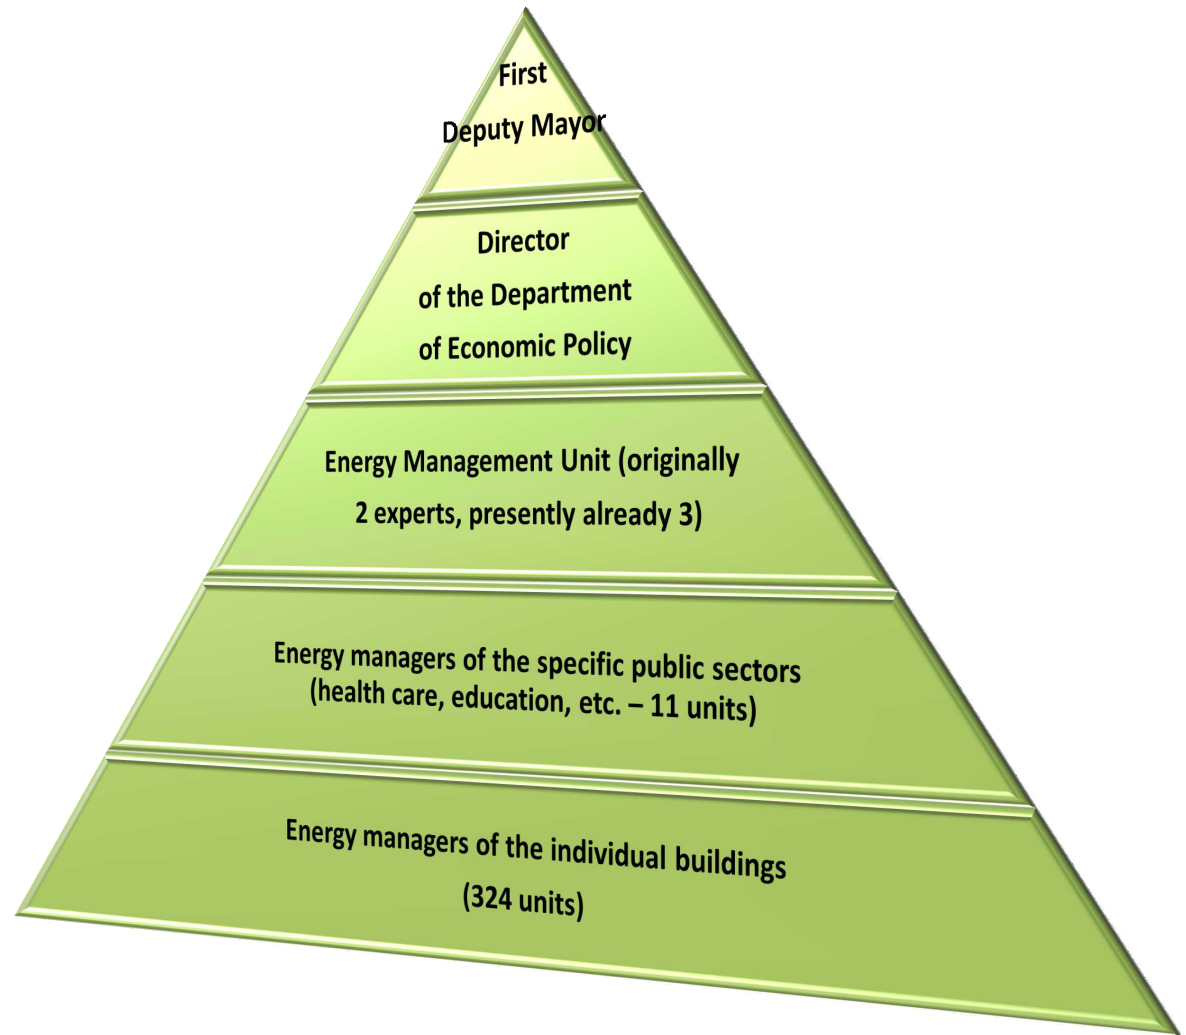 First
Deputy Mayor
Director
of the Department
of Economic Policy
Energy Management Unit (originally
2 experts, presently already 3)
Energy managers of the specific public sectors
(health care, education, etc. – 11 units)
Energy managers of the individual buildings
(324 units)